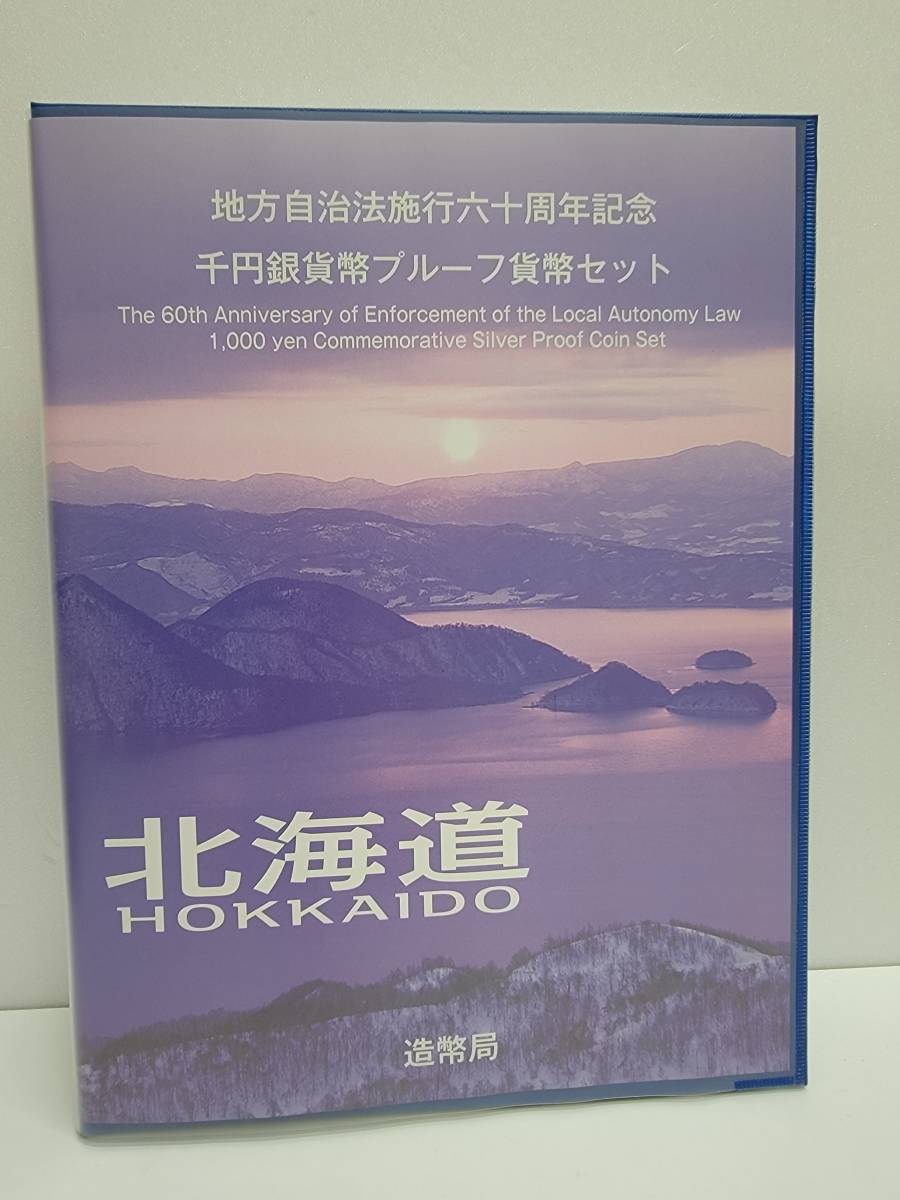 地方自治法施行六十周年記念
千円銀貨幣プルーフ貨幣セット
The 60th Anniversary of Enforcement of the Local Autonomy Law
1,000 yen Commemorative Silver Proof Coin Set
北海道
HOKKAIDO
造幣局